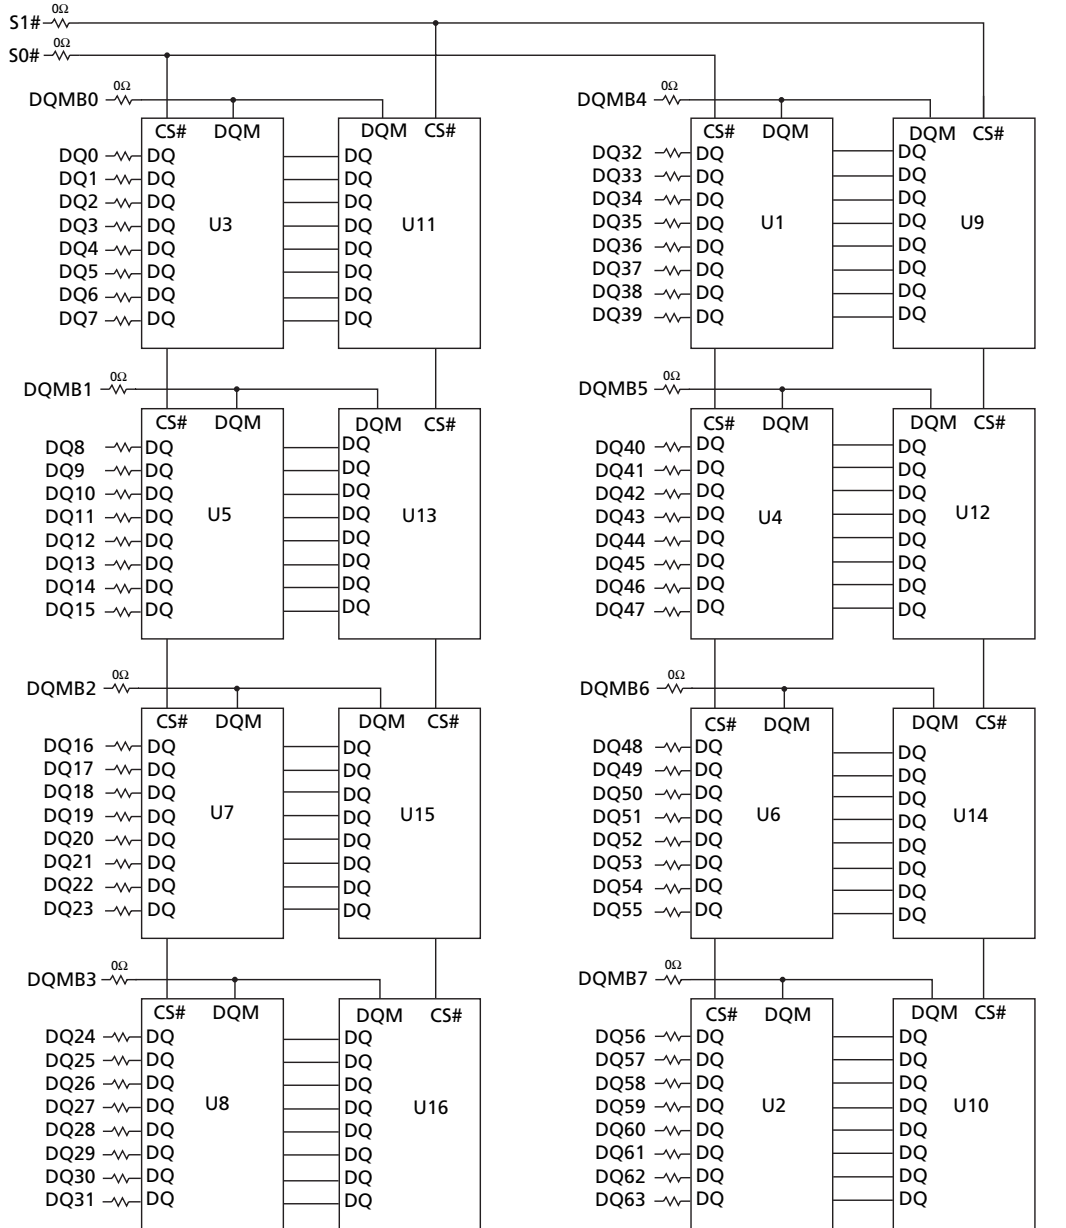 S1# 0Ω
S0# 0Ω
DQMB0 0Ω
CS# DQM
DQM CS#
DQ0 DQ DQ
DQ1 DQ DQ
DQ2 DQ DQ
DQ3 DQ U3 DQ U11
DQ4 DQ DQ
DQ5 DQ DQ
DQ6 DQ DQ
DQ7 DQ DQ
DQMB1 0Ω
CS# DQM
DQM CS#
DQ8 DQ DQ
DQ9 DQ DQ
DQ10 DQ DQ
DQ11 DQ U5 DQ U13
DQ12 DQ DQ
DQ13 DQ DQ
DQ14 DQ DQ
DQ15 DQ DQ
DQMB2 0Ω
CS# DQM
DQM CS#
DQ16 DQ DQ
DQ17 DQ DQ
DQ18 DQ DQ
DQ19 DQ U7 DQ U15
DQ20 DQ DQ
DQ21 DQ DQ
DQ22 DQ DQ
DQ23 DQ DQ
DQMB3 0Ω
CS# DQM
DQM CS#
DQ24 DQ DQ
DQ25 DQ DQ
DQ26 DQ DQ
DQ27 DQ U8 DQ U16
DQ28 DQ DQ
DQ29 DQ DQ
DQ30 DQ DQ
DQ31 DQ DQ
DQMB4 0Ω
CS# DQM
DQM CS#
DQ32 DQ DQ
DQ33 DQ DQ
DQ34 DQ DQ
DQ35 DQ U1 DQ U9
DQ36 DQ DQ
DQ37 DQ DQ
DQ38 DQ DQ
DQ39 DQ DQ
DQMB5 0Ω
CS# DQM
DQM CS#
DQ40 DQ DQ
DQ41 DQ DQ
DQ42 DQ DQ
DQ43 DQ U4 DQ U12
DQ44 DQ DQ
DQ45 DQ DQ
DQ46 DQ DQ
DQ47 DQ DQ
DQMB6 0Ω
CS# DQM
DQM CS#
DQ48 DQ DQ
DQ49 DQ DQ
DQ50 DQ DQ
DQ51 DQ U6 DQ U14
DQ52 DQ DQ
DQ53 DQ DQ
DQ54 DQ DQ
DQ55 DQ DQ
DQMB7 0Ω
CS# DQM
DQM CS#
DQ56 DQ DQ
DQ57 DQ DQ
DQ58 DQ DQ
DQ59 DQ U2 DQ U10
DQ60 DQ DQ
DQ61 DQ DQ
DQ62 DQ DQ
DQ63 DQ DQ